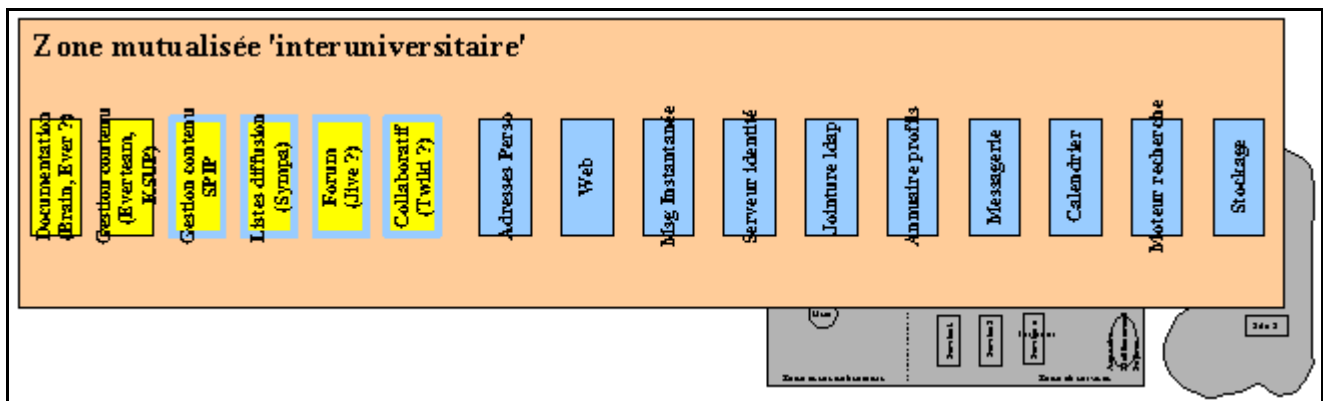 Zone mutualisée 'interuniversitaire'
Documentation
(Brain, Ever ?)
Gestion contenu
(Everteam,
KSUP)
Gestion contenu
SPIP
Listes diffusion
(Sympa)
Forum
(Jive ?)
Collaboratif
(Twiki ?)
Adresses Perso
Web
Msg Instantanée
Serveur identité
Jointure ldap
Annuaire profils
Messagerie
Calendrier
Moteur recherche
Stockage